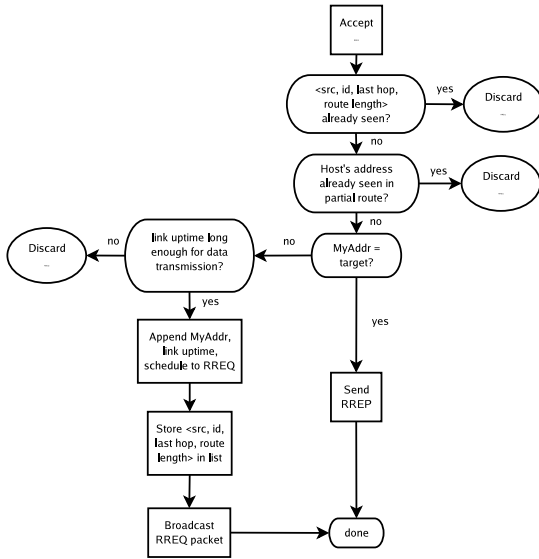 Accept
...
<src, id, last hop,
route length>
already seen?
yes
Discard
...
no
Host's address
already seen in
partial route?
yes
Discard
...
no
MyAddr =
target?
no
link uptime long
enough for data
transmission?
no
Discard
...
yes
Append MyAddr,
link uptime,
schedule to RREQ
yes
Send
RREP
Store <src, id,
last hop, route
length> in list
Broadcast
RREQ packet
done